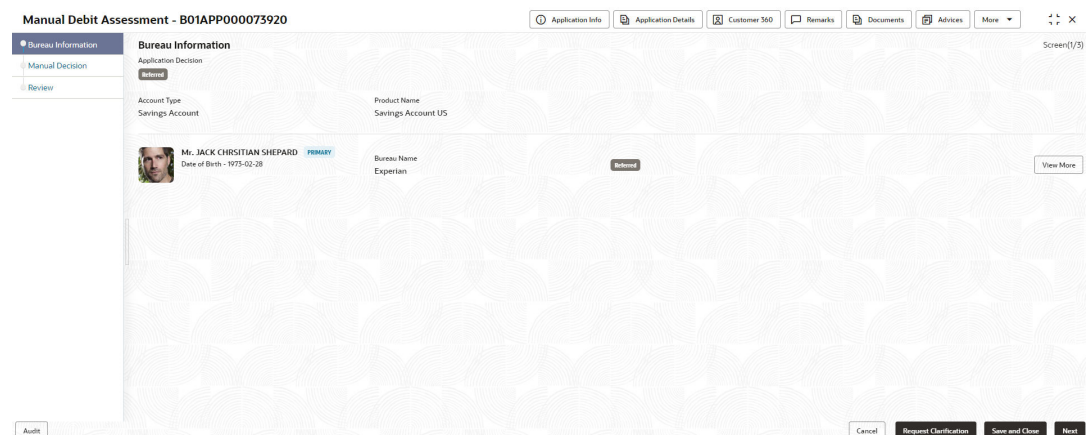 Manual Debit Assessment - B01APP000073920
Application Info
Application Details
Customer 360
Remarks
Documents
Advices
More
Bureau Information
Manual Decision
Review
Bureau Information
Screen(1/3)
Application Decision
Referred
Account Type
Product Name
Savings Account
Savings Account US
Mr. JACK CHRSITIAN SHEPARD PRIMARY
Date of Birth - 1973-02-28
Bureau Name
Experian
Referred
View More
Audit
Cancel
Request Clarification
Save and Close
Next